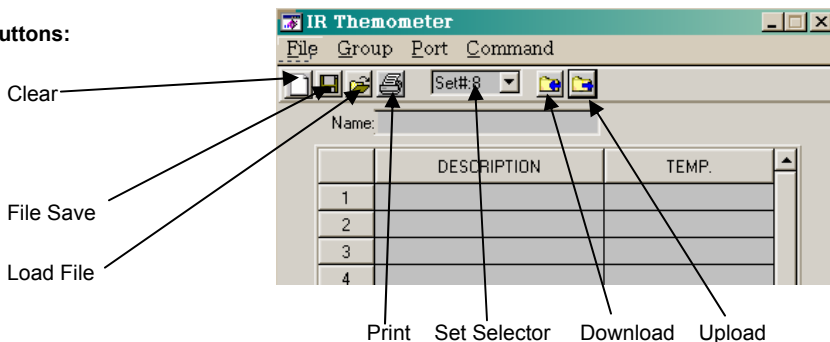 uttons:
IR Themometer
File Group Port Command
Clear
Set#:8
Name:
DESCRIPTION TEMP.
1
2
3
4
File Save
Load File
Print Set Selector Download Upload